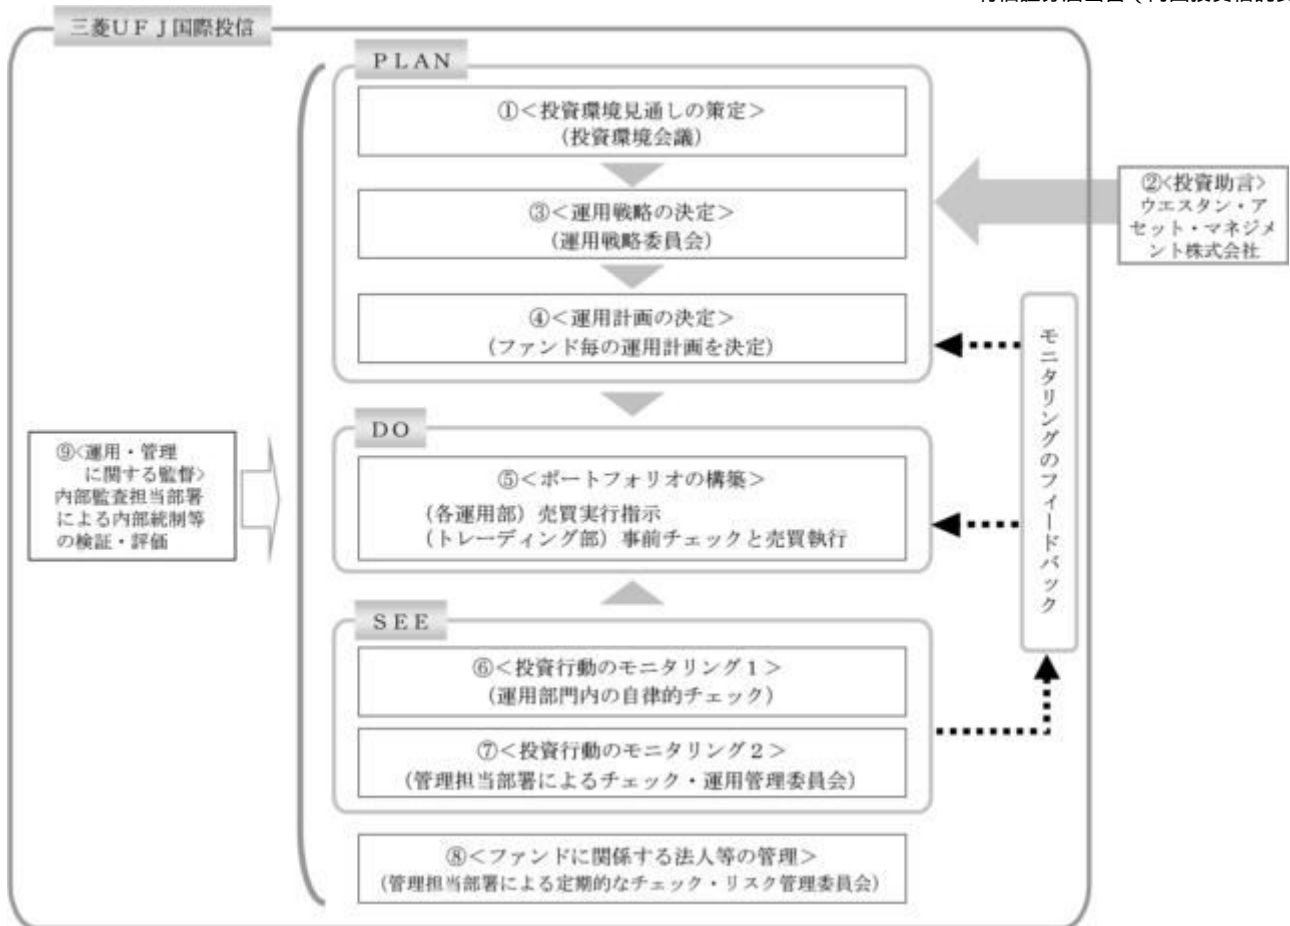 三菱ＵＦＪ国際投信
ＰＬＡＮ
①＜投資環境見通しの策定＞
（投資環境会議）
②<投資助言>
ウエスタン・ア
セット・マネジメ
ント株式会社
③＜運用戦略の決定＞
（運用戦略委員会）
④＜運用計画の決定＞
（ファンド毎の運用計画を決定）
モニタリングのフィードバック
ＤＯ
⑤＜ポートフォリオの構築＞
（各運用部）売買実行指示
（トレーディング部）事前チェックと売買執行
⑨<運用・管理
に関する監督>
内部監査担当部署
による内部統制等
の検証・評価
ＳＥＥ
⑥＜投資行動のモニタリング１＞
（運用部門内の自律的チェック）
⑦＜投資行動のモニタリング２＞
（管理担当部署によるチェック・運用管理委員会）
⑧＜ファンドに関係する法人等の管理＞
（管理担当部署による定期的なチェック・リスク管理委員会）